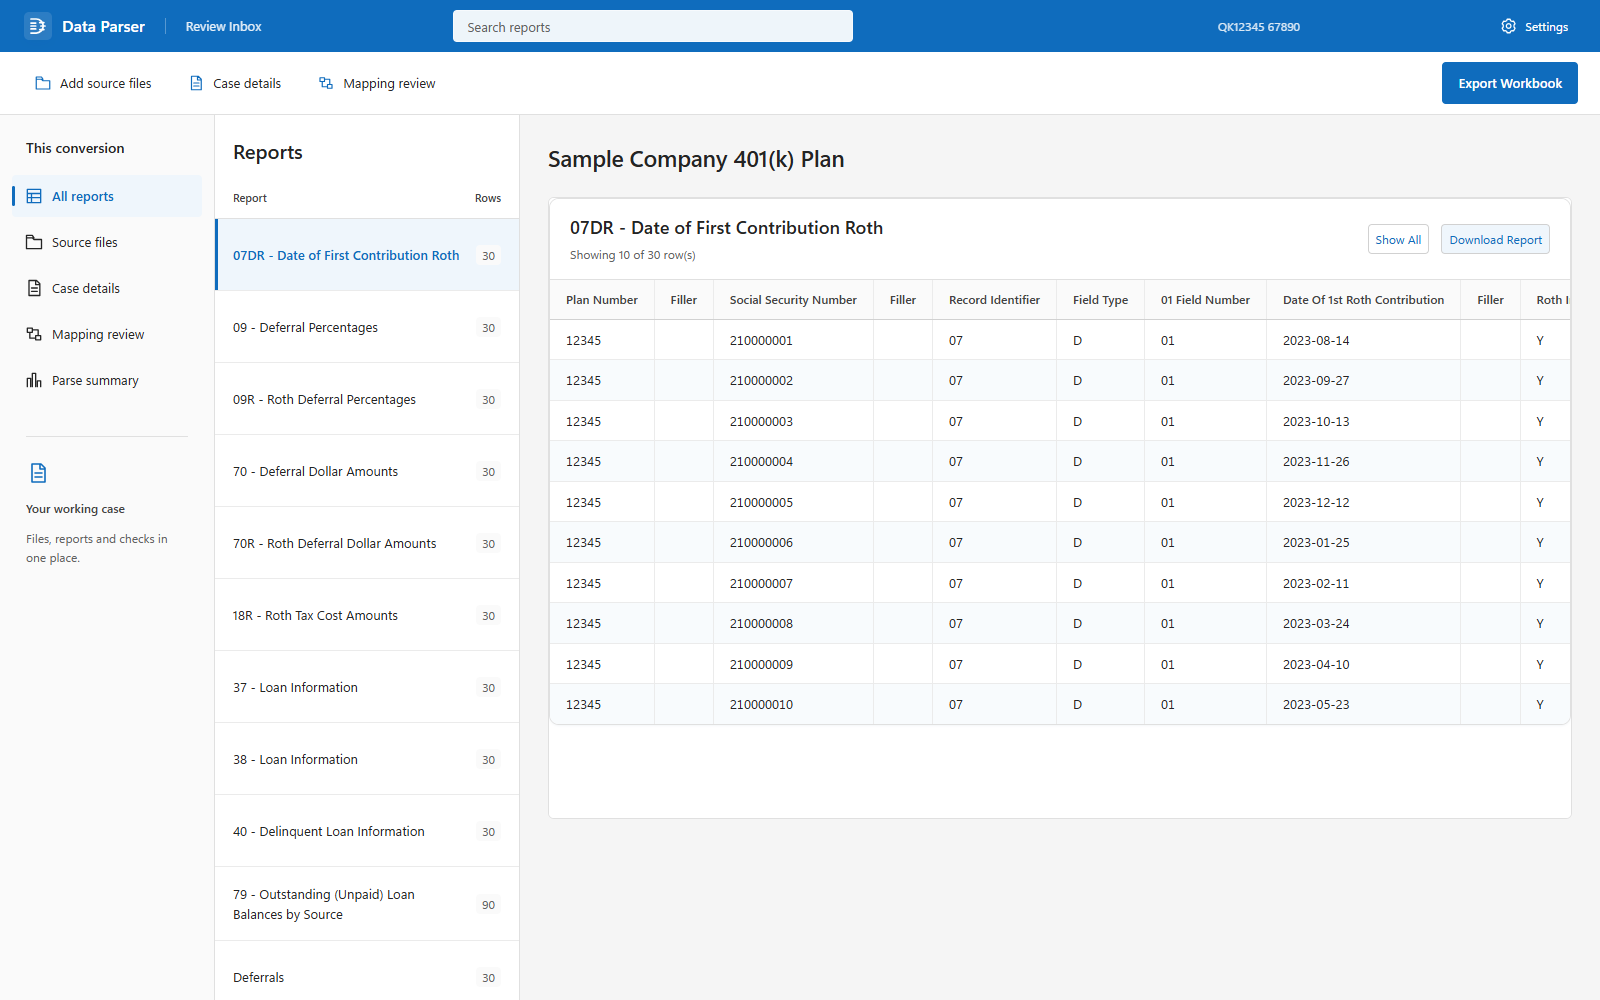 Data Parser
Review Inbox
Search reports
QK12345 67890
Settings
Add source files
Case details
Mapping review
Export Workbook
This conversion
All reports
Source files
Case details
Mapping review
Parse summary
Your working case
Files, reports and checks in
one place.
Reports
Report Rows
07DR - Date of First Contribution Roth 30
09 - Deferral Percentages 30
09R - Roth Deferral Percentages 30
70 - Deferral Dollar Amounts 30
70R - Roth Deferral Dollar Amounts 30
18R - Roth Tax Cost Amounts 30
37 - Loan Information 30
38 - Loan Information 30
40 - Delinquent Loan Information 30
79 - Outstanding (Unpaid) Loan
Balances by Source 90
Deferrals 30
Sample Company 401(k) Plan
07DR - Date of First Contribution Roth
Showing 10 of 30 row(s)
Show All
Download Report
Plan Number Filler Social Security Number Filler Record Identifier Field Type 01 Field Number Date Of 1st Roth Contribution Filler Roth
12345 210000001 07 D 01 2023-08-14 Y
12345 210000002 07 D 01 2023-09-27 Y
12345 210000003 07 D 01 2023-10-13 Y
12345 210000004 07 D 01 2023-11-26 Y
12345 210000005 07 D 01 2023-12-12 Y
12345 210000006 07 D 01 2023-01-25 Y
12345 210000007 07 D 01 2023-02-11 Y
12345 210000008 07 D 01 2023-03-24 Y
12345 210000009 07 D 01 2023-04-10 Y
12345 210000010 07 D 01 2023-05-23 Y